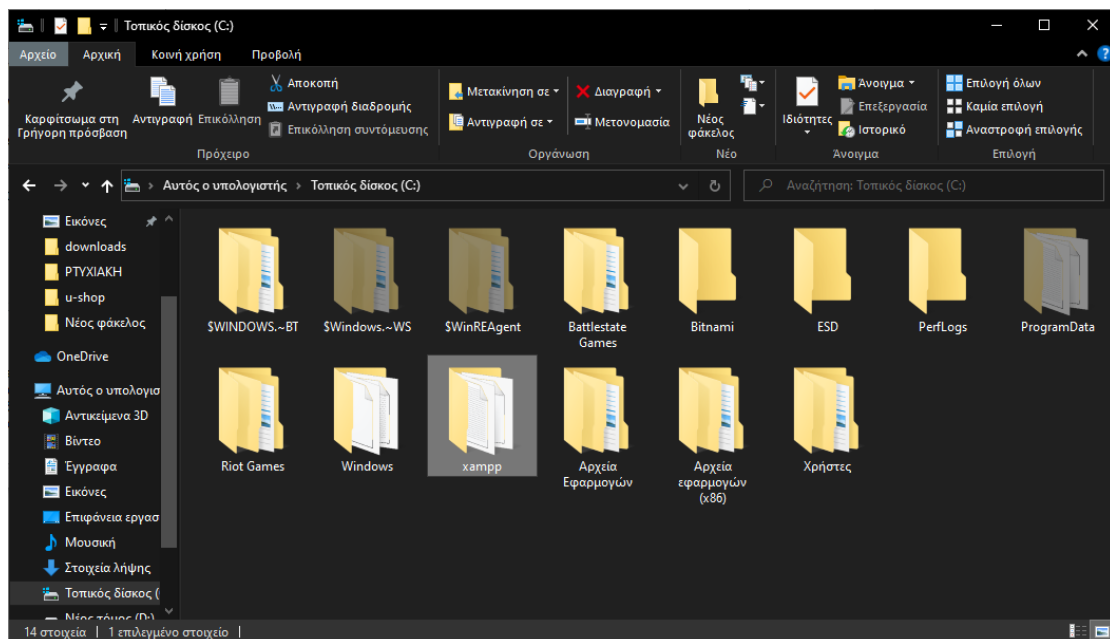 Τοπικός δίσκος (C:)
Αρχείο Αρχική Κοινή χρήση Προβολή
Καρφίτσωμα στη Γρήγορη πρόσβαση
Αντιγραφή
Επικόλληση
Αποκοπή
Αντιγραφή διαδρομής
Επικόλληση συντόμευσης
Πρόχειρο
Μετακίνηση σε
Αντιγραφή σε
Διαγραφή
Μετονομασία
Οργάνωση
Νέος φάκελος
Νέο
Ιδιότητες
Άνοιγμα
Επεξεργασία
Ιστορικό
Άνοιγμα
Επιλογή όλων
Καμία επιλογή
Αναστροφή επιλογής
Επιλογή
Αυτός ο υπολογιστής › Τοπικός δίσκος (C:)
Αναζήτηση: Τοπικός δίσκος (C:)
Εικόνες
downloads
PTYXIAKH
u-shop
Νέος φάκελος
OneDrive
Αυτός ο υπολογισ
Αντικείμενα 3D
Βίντεο
Έγγραφα
Εικόνες
Επιφάνεια εργασ
Μουσική
Στοιχεία λήψης
Τοπικός δίσκος (
Νέος τόμος (D:)
$WINDOWS.~BT
$Windows.~WS
$WinREAgent
Battlestate Games
Bitnami
ESD
PerfLogs
ProgramData
Riot Games
Windows
xampp
Αρχεία Εφαρμογών
Αρχεία εφαρμογών (x86)
Χρήστες
14 στοιχεία | 1 επιλεγμένο στοιχείο |